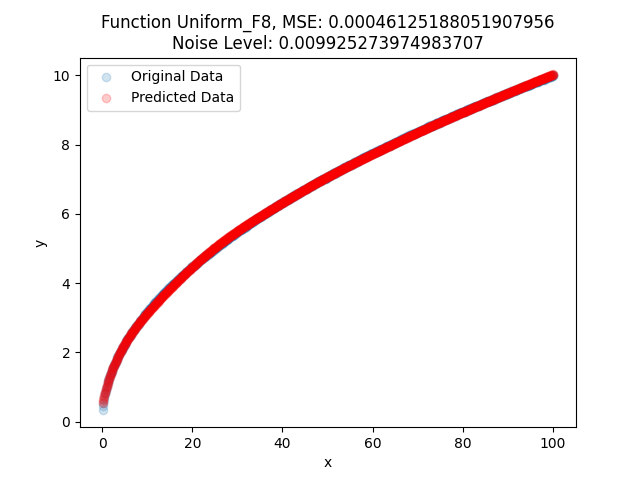 Function Uniform_F8, MSE: 0.00046125188051907956
Noise Level: 0.009925273974983707
Original Data
Predicted Data
10
8
6
4
2
0
y
0 20 40 60 80 100
x